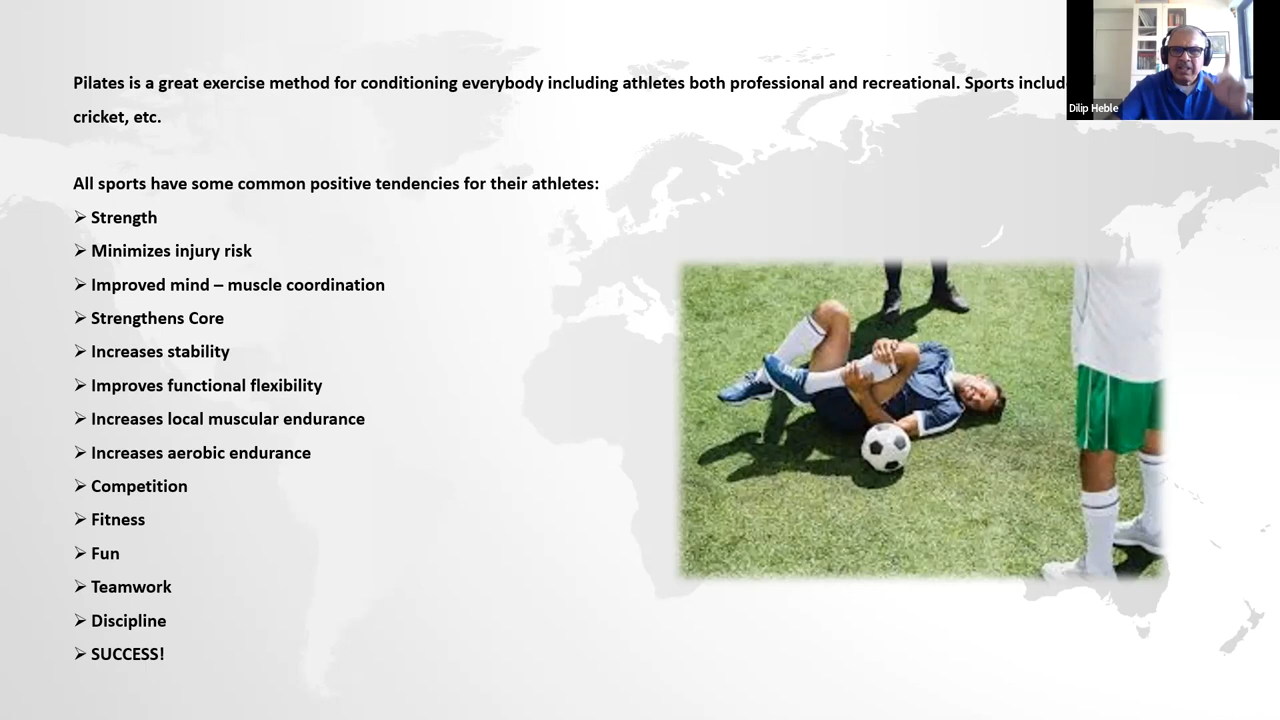 Pilates is a great exercise method for conditioning everybody including athletes both professional and recreational. Sports
cricket, etc.
All sports have some common positive tendencies for their athletes:
➢ Strength
➢ Minimizes injury risk
➢ Improved mind – muscle coordination
➢ Strengthens Core
➢ Increases stability
➢ Improves functional flexibility
➢ Increases local muscular endurance
➢ Increases aerobic endurance
➢ Competition
➢ Fitness
➢ Fun
➢ Teamwork
➢ Discipline
➢ SUCCESS!
Dilip Heble